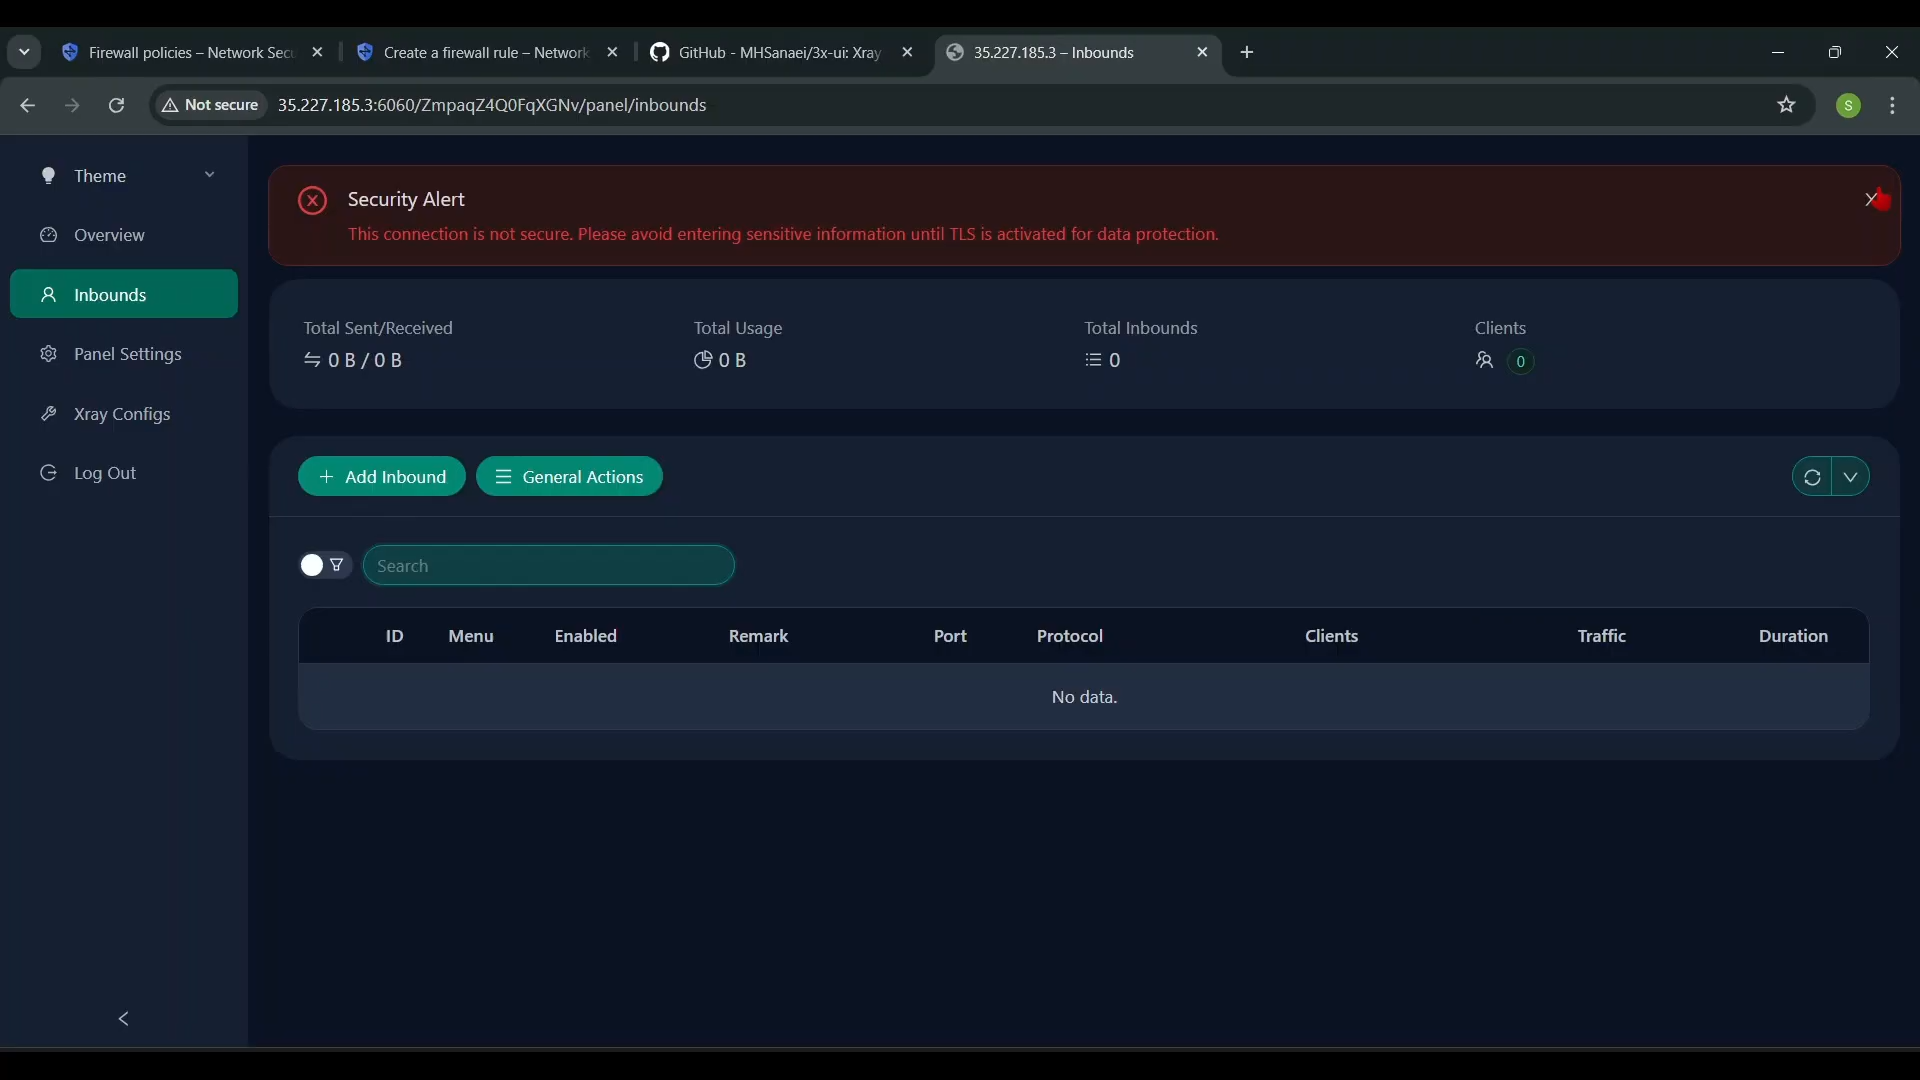 Firewall policies – Network Secu
Create a firewall rule – Network
GitHub - MHSanaei/3x-ui: Xray
35.227.185.3 – Inbounds
Not secure
35.227.185.3:6060/ZmpaqZ4Q0FqXGNv/panel/inbounds
S
Theme
Overview
Inbounds
Panel Settings
Xray Configs
Log Out
Security Alert
This connection is not secure. Please avoid entering sensitive information until TLS is activated for data protection.
Total Sent/Received
0 B / 0 B
Total Usage
0 B
Total Inbounds
0
Clients
0
Add Inbound
General Actions
Search
ID Menu Enabled Remark Port Protocol Clients Traffic Duration
No data.